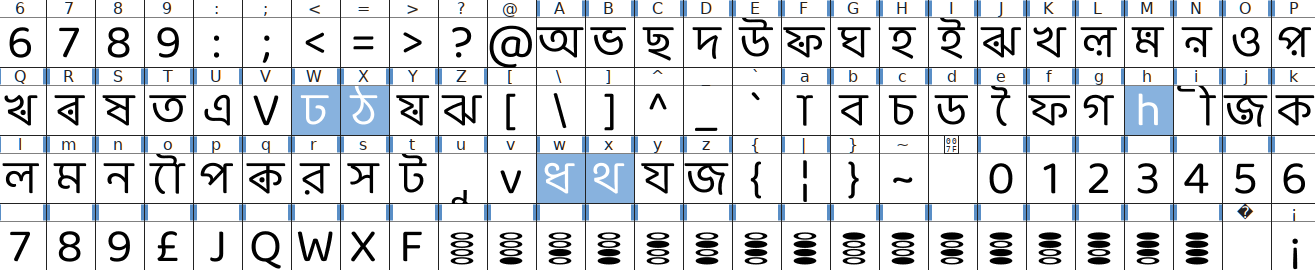 6 7 8 9 : ; < = > ? @ A B C D E F G H I J K L M N O P
6 7 8 9 : ; < = > ? @ অ ভ ছ দ উ ফ ঘ হ ই ঝ খ ল ম ন ও প
Q R S T U V W X Y Z [ \ ] ^ _ ` a b c d e f g h i j k
ষ ত এ V ঢ ঠ য ঝ [ \ ] ^ _ ` া ব চ ড ফ গ h ী জ ক
l m n o p q r s t u v w x y z { | } ~
ল ম ন প ক র স ট v ধ থ য জ { ¦ } ~ 0 1 2 3 4 5 6
� ¡
7 8 9 £ J Q W X F ¡